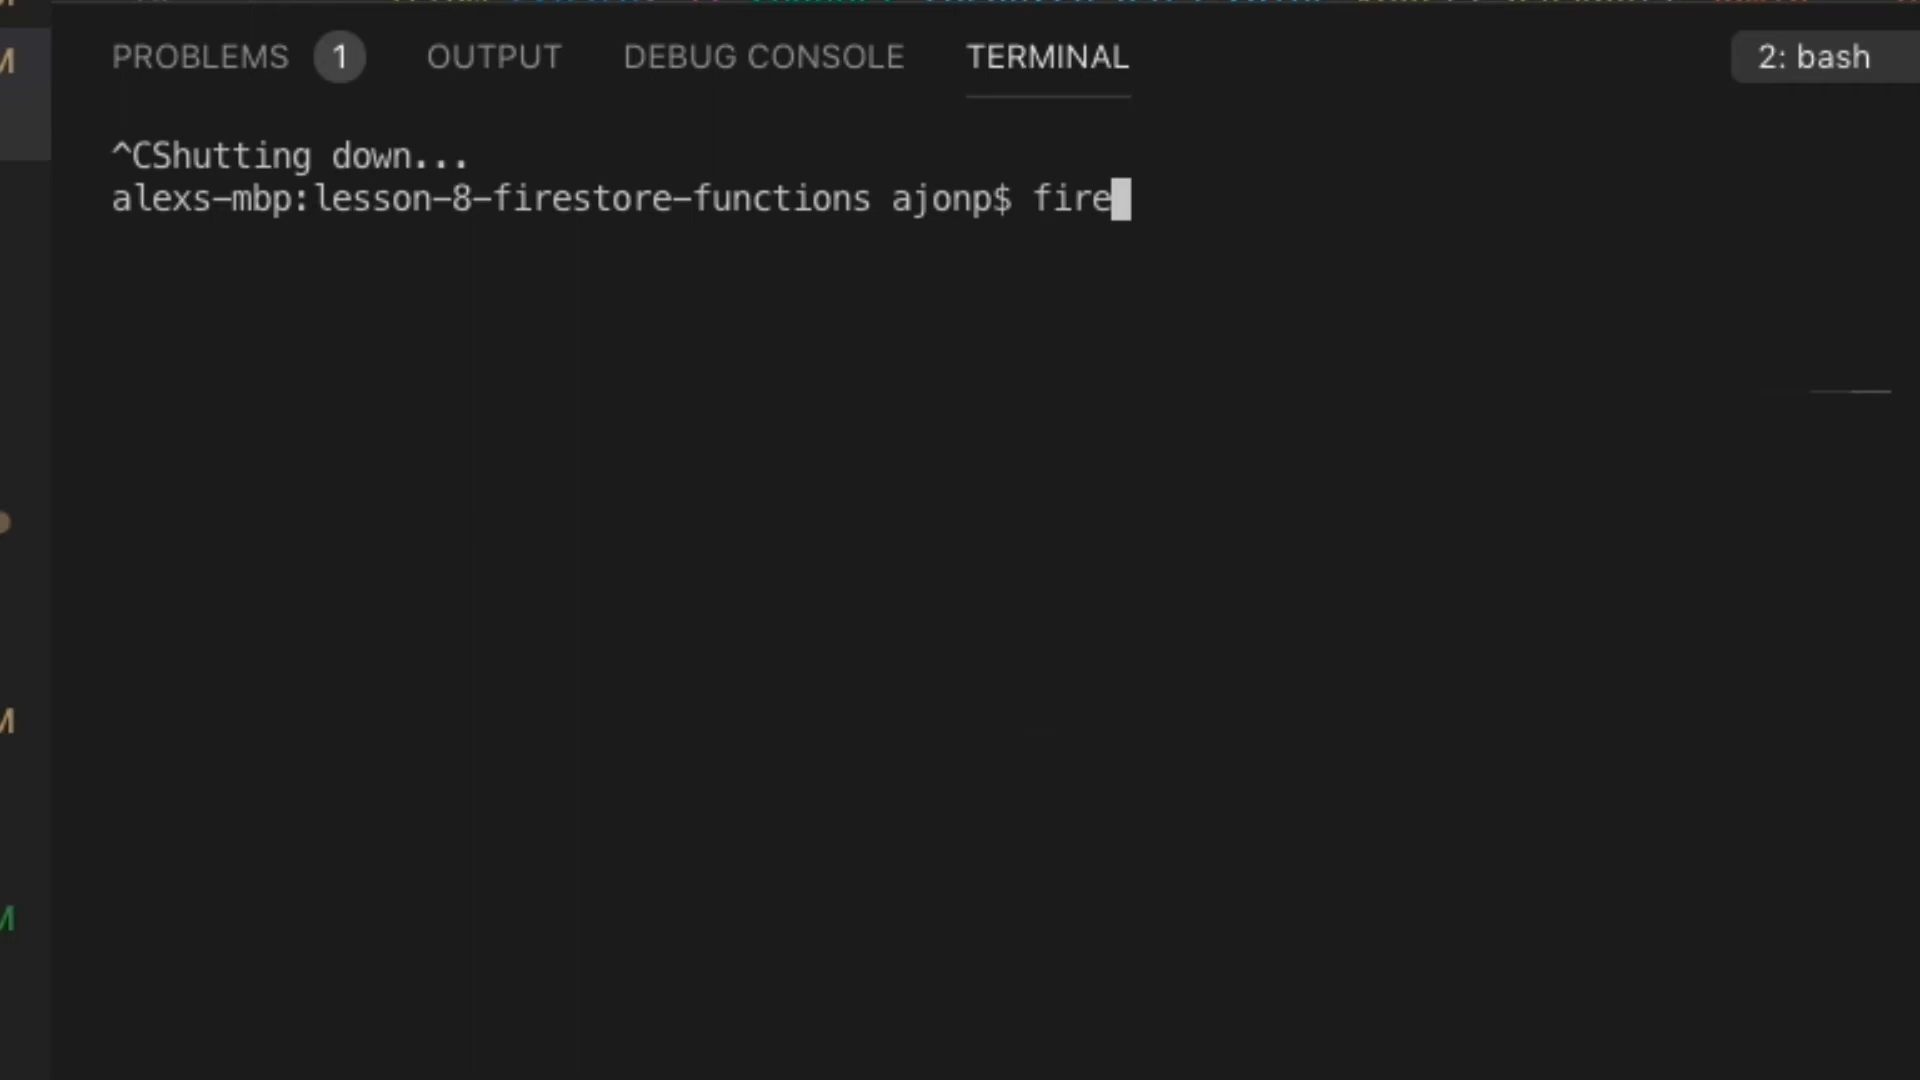 PROBLEMS 1 OUTPUT DEBUG CONSOLE TERMINAL 2: bash
^CShutting down...
alexs-mbp:lesson-8-firestore-functions ajonp$ fire
M
M
M